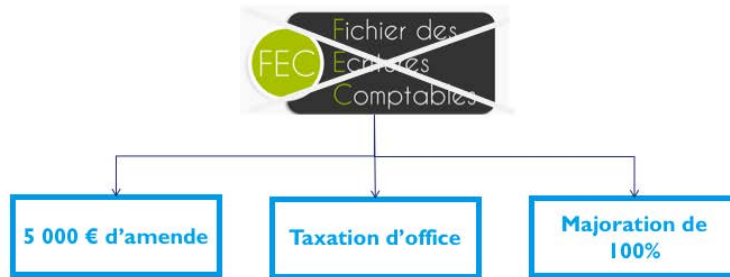 FEC
Fichier des
Ecritures
Comptables
5 000 € d'amende
Taxation d'office
Majoration de
100%